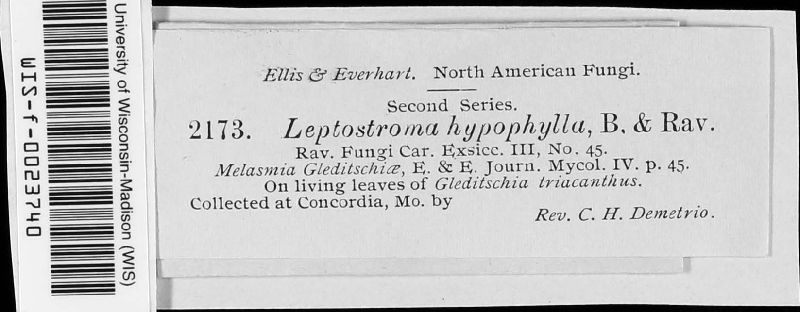 University of Wisconsin-Madison (WIS)
WIS-f-0023740
Ellis & Everhart. North American Fungi.
Second Series.
2173. Leptostroma hypophylla, B. & Rav.
Rav. Fungi Car. Exsicc. III, No. 45.
Melasmia Gleditschiæ, E. & E. Journ. Mycol. IV. p. 45.
On living leaves of Gleditschia triacanthus.
Collected at Concordia, Mo. by
Rev. C. H. Demetrio.